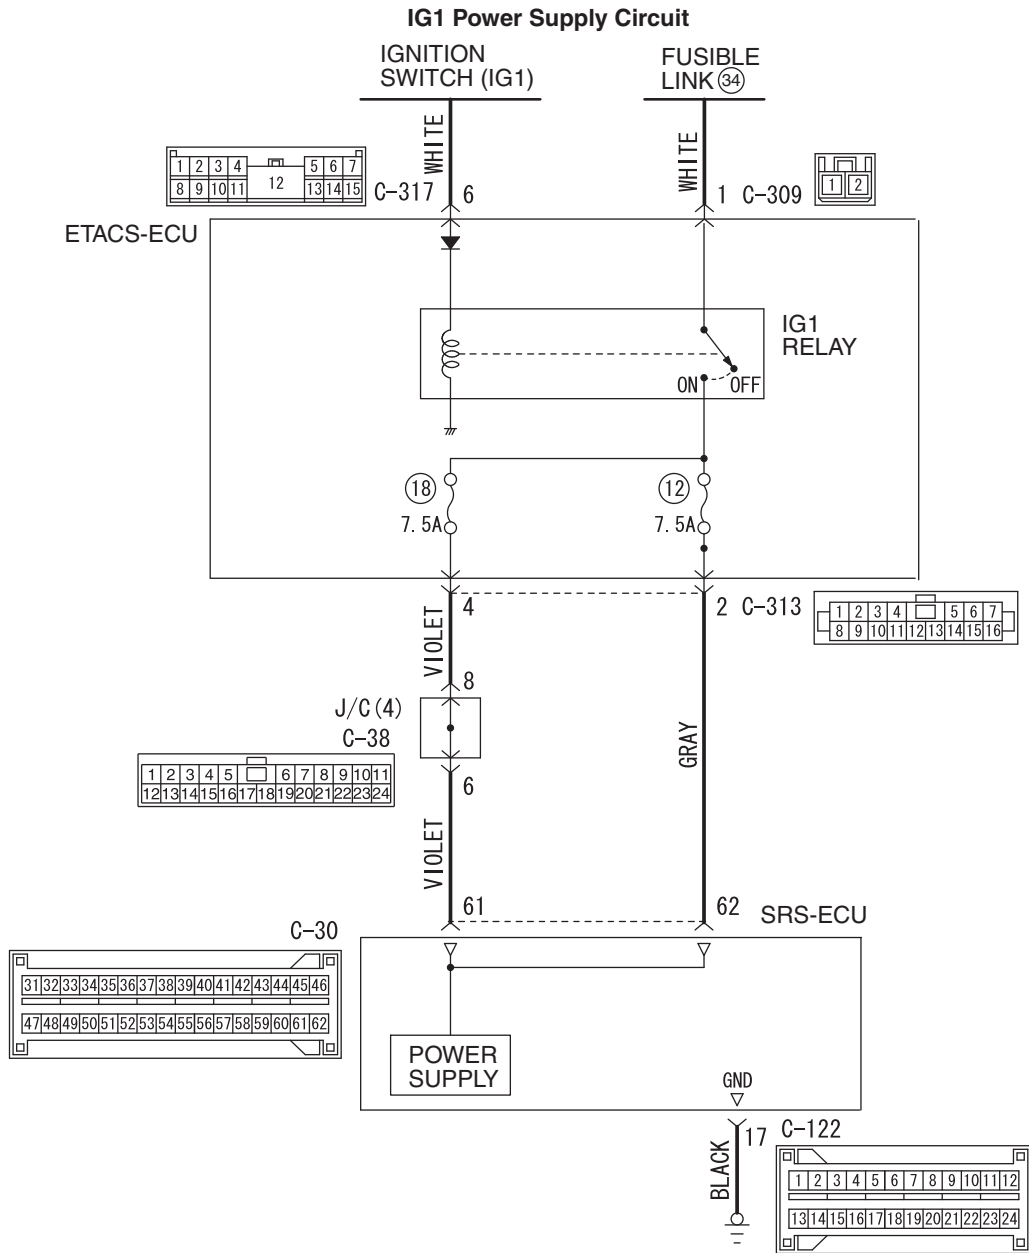 IG1 Power Supply Circuit
IGNITION
SWITCH (IG1)
FUSIBLE
LINK 34
WHITE
WHITE
1 2 3 4 5 6 7
8 9 10 11 12 13 14 15
C-317
6
1
C-309
1 2
ETACS-ECU
IG1
RELAY
ON
OFF
18
7.5A
12
7.5A
4
2
C-313
1 2 3 4 5 6 7
8 9 10 11 12 13 14 15 16
VIOLET
8
J/C(4)
C-38
GRAY
1 2 3 4 5 6 7 8 9 10 11
12 13 14 15 16 17 18 19 20 21 22 23 24
6
VIOLET
61
62
SRS-ECU
C-30
31 32 33 34 35 36 37 38 39 40 41 42 43 44 45 46
47 48 49 50 51 52 53 54 55 56 57 58 59 60 61 62
POWER
SUPPLY
GND
17
C-122
BLACK
1 2 3 4 5 6 7 8 9 10 11 12
13 14 15 16 17 18 19 20 21 22 23 24